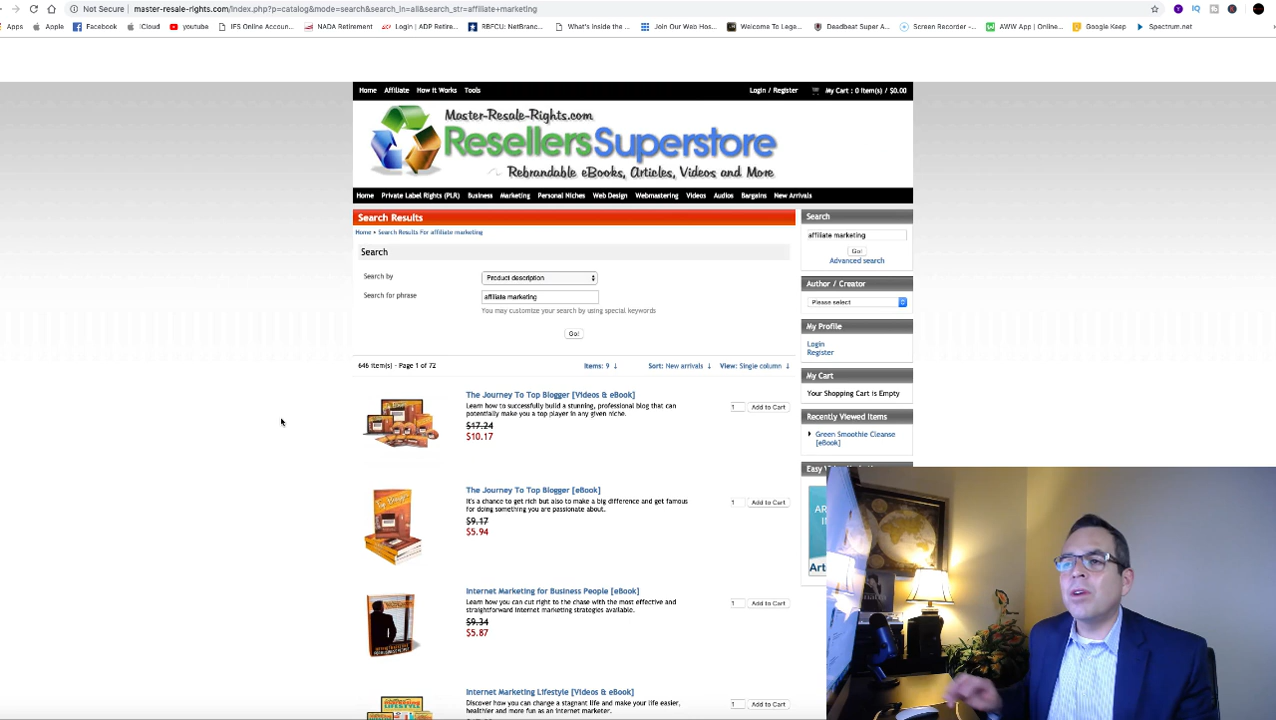 Not Secure | master-resale-rights.com/index.php?p=catalog&mode=search&search_in=all&search_str=affiliate+marketing
Apps Apple iCloud youtube IFS Online Accoun... NADA Retirement Login | ADP Retire... RBFCU: NetBranc... What's inside the... Join Our Web Hos... Welcome To Lege... Deadbeat Super A... Screen Recorder -... AWW App | Online... Google Keep Spectrum.net
Home Affiliate How It Works Tools Login / Register My Cart : 0 Item(s) / $0.00
Master-Resale-Rights.com
ResellersSuperstore
Rebrandable eBooks, Articles, Videos and More
Home Private Label Rights (PLR) Business Marketing Personal Niches Web Design Webmastering Videos Audios Bargains New Arrivals
Search Results
Home • Search Results For affiliate marketing
Search
Search by Product description
Search for phrase affiliate marketing
You may customize your search by using special keywords
Go!
646 item(s) - Page 1 of 72 Items: 9 ↓ Sort: New arrivals ↓ View: Single column ↓
The Journey To Top Blogger [Videos & eBook]
Learn how to successfully build a stunning, professional blog that can
potentially make you a top player in any given niche.
$17.24
$10.17
1 Add to Cart
The Journey To Top Blogger [eBook]
It's a chance to get rich but also to make a big difference and get famous
for doing something you are passionate about.
$9.17
$5.94
1 Add to Cart
Internet Marketing for Business People [eBook]
Learn how you can cut right to the chase with the most effective and
straightforward internet marketing strategies available.
$9.34
$5.87
1 Add to Cart
Internet Marketing Lifestyle [Videos & eBook]
Discover how you can change a stagnant life and make your life easier,
healthier and more fun as an internet marketer.
1 Add to Cart
Search
affiliate marketing
Go!
Advanced search
Author / Creator
Please select
My Profile
Login
Register
My Cart
Your Shopping Cart is Empty
Recently Viewed Items
Green Smoothie Cleanse
[eBook]
Easy
AR
IN
Art